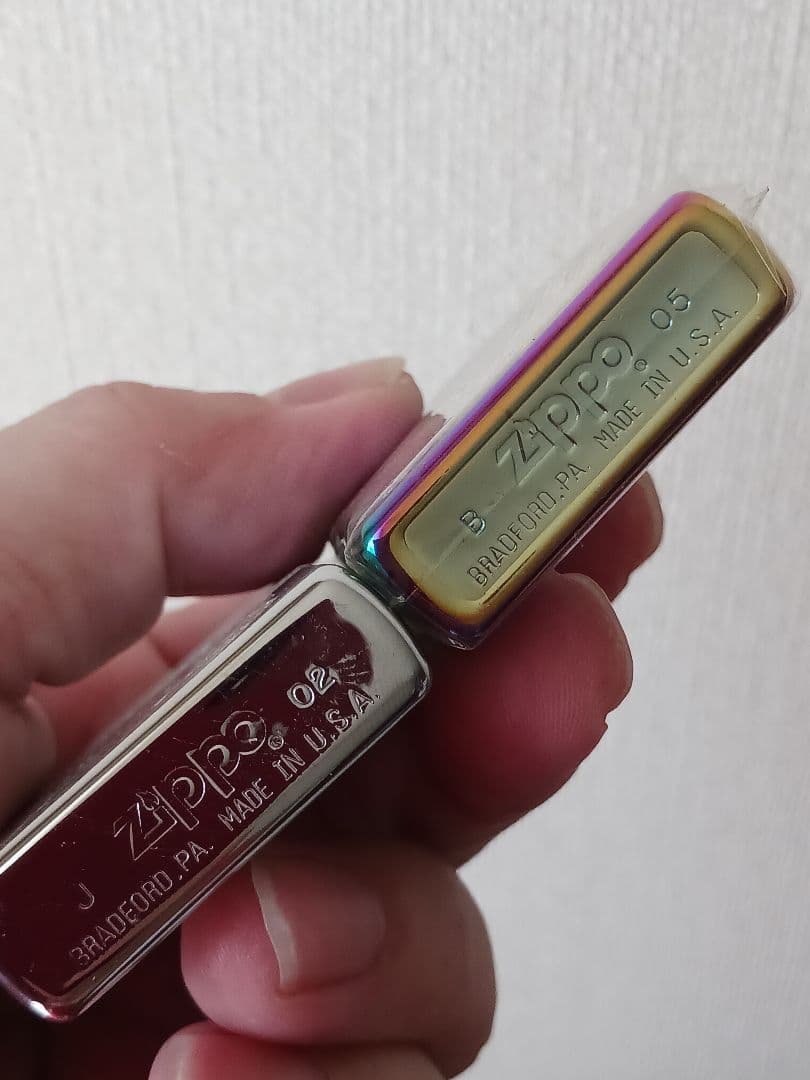 B Zippo ® 05
BRADFORD, PA. MADE IN U.S.A.
J Zippo ® 02
BRADFORD, PA. MADE IN U.S.A.